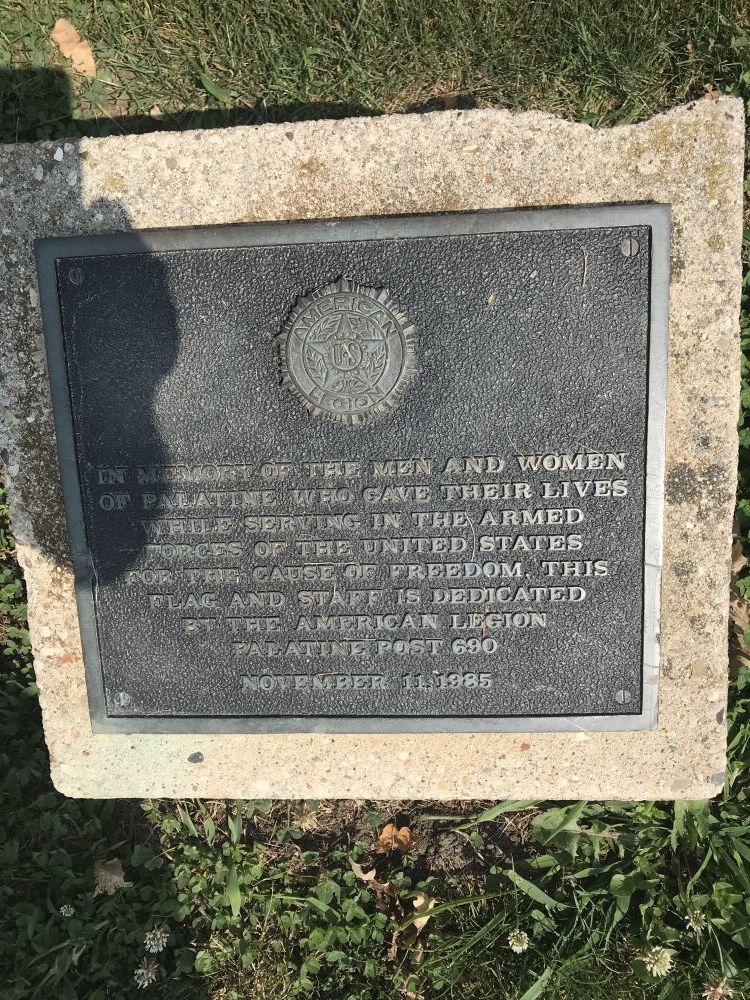 AMERICAN
US
LEGION
IN MEMORY OF THE MEN AND WOMEN
OF PALATINE WHO GAVE THEIR LIVES
WHILE SERVING IN THE ARMED
FORCES OF THE UNITED STATES
FOR THE CAUSE OF FREEDOM. THIS
FLAG AND STAFF IS DEDICATED
BY THE AMERICAN LEGION
PALATINE POST 690
NOVEMBER 11, 1985